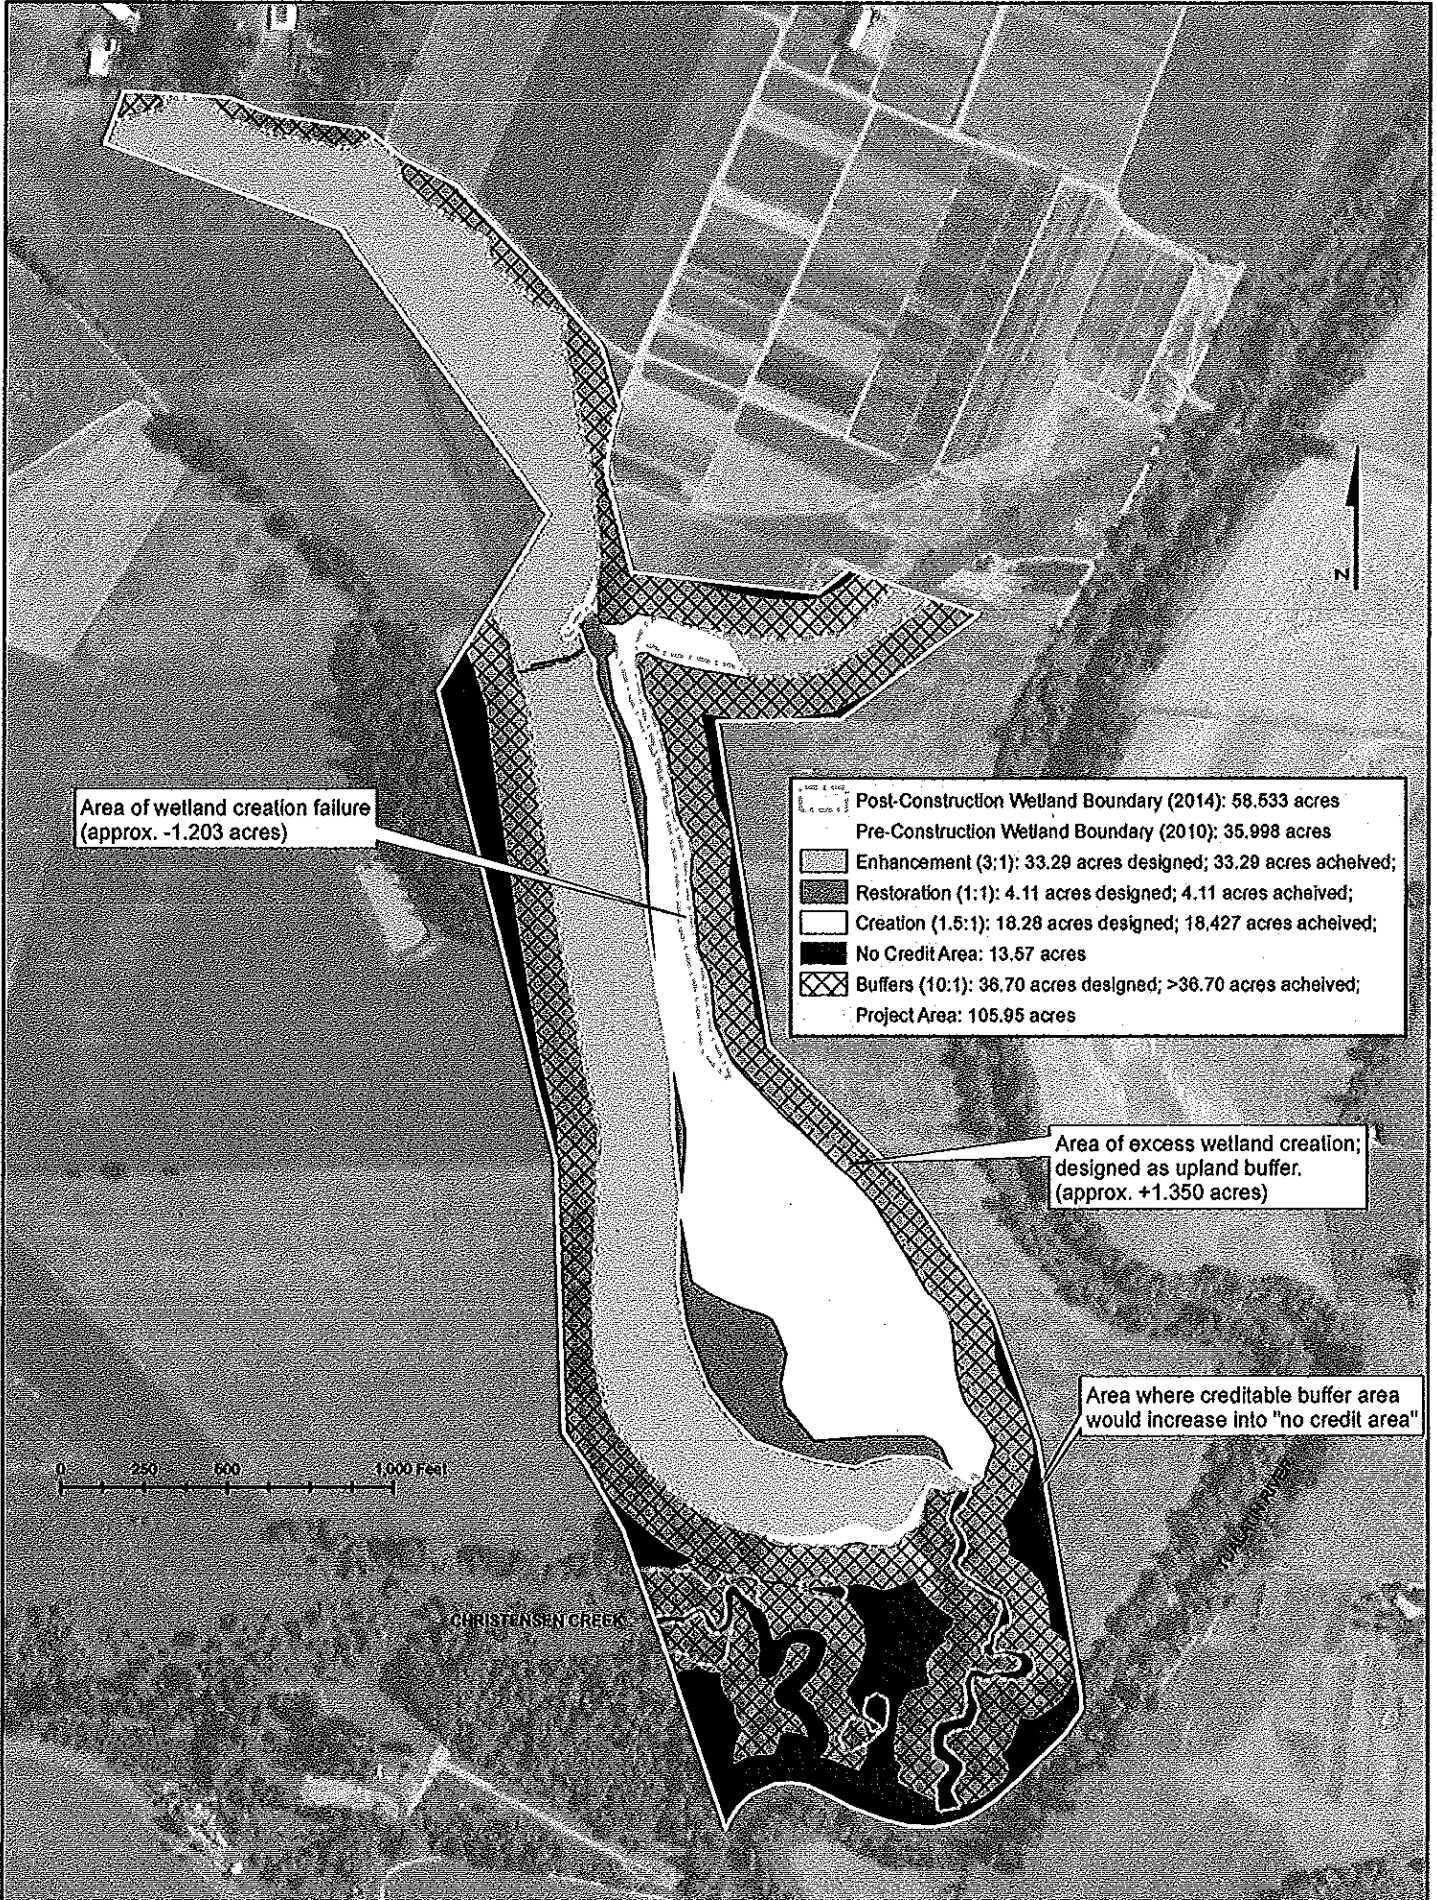 N
Area of wetland creation failure
(approx. -1.203 acres)
Post-Construction Wetland Boundary (2014): 58.533 acres
Pre-Construction Wetland Boundary (2010): 35.998 acres
Enhancement (3:1): 33.29 acres designed; 33.29 acres acheived;
Restoration (1:1): 4.11 acres designed; 4.11 acres acheived;
Creation (1.5:1): 18.28 acres designed; 18.427 acres acheived;
No Credit Area: 13.57 acres
Buffers (10:1): 36.70 acres designed; >36.70 acres acheived;
Project Area: 105.95 acres
Area of excess wetland creation;
designed as upland buffer.
(approx. +1.350 acres)
Area where creditable buffer area
would increase into "no credit area"
0 250 500 1,000 Feet
TUALATIN RIVER
CHRISTENSEN CREEK